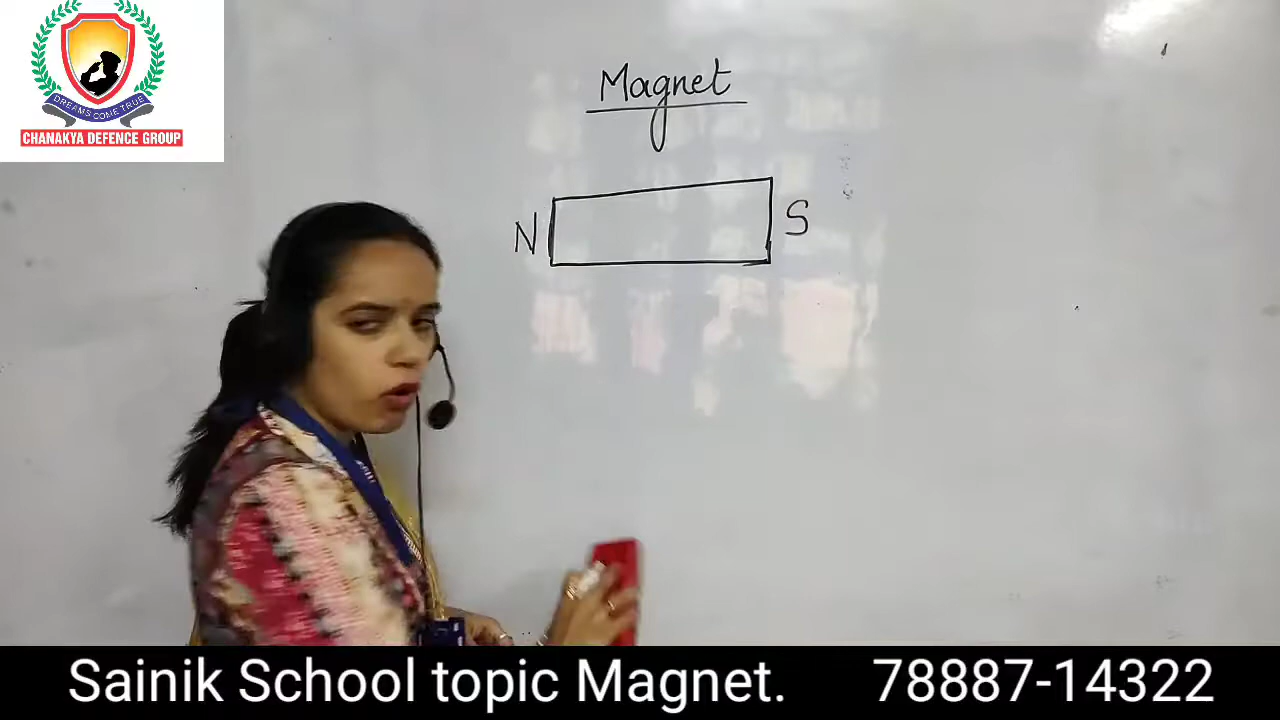 DREAMS COME TRUE
CHANAKYA DEFENCE GROUP
Magnet
N S
Sainik School topic Magnet. 78887-14322